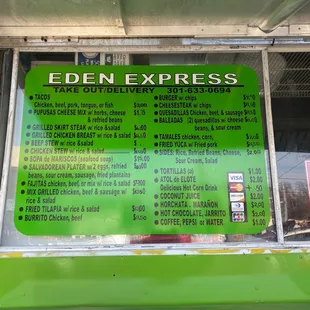 EDEN EXPRESS
TAKE OUT/DELIVERY 301-633-0694
TACOS
Chicken, beef, pork, tongue, or fish
PUPUSAS CHEESE MIX w/ cheese
& refried beans
GRILLED SKIRT STEAK w/ rice & salad
GRILLED CHICKEN BREAST w/ rice & salad
BEEF STEW w/ rice & salad
CHICKEN STEW w/ rice & salad
SOPA de MARISCOS (seafood soup)
SALVADOREAN PLATER w/2 eggs, refried
beans, sour cream, sausage, fried plantains
FAJITAS chicken, beef, or mix w/ rice & salad
MIX GRILLED chicken, beef & sausage w/
rice & salad
FRIED TILAPIA w/ rice & salad
BURRITO Chicken, beef
BURGER w/ chips
CHEESESTEAK w/ chips
QUESADILLAS Chicken, beef, & sausage
BALEADAS (2) quesadillas w/ cheese
beans, & sour cream
TAMALES chicken, corn
FRIED YUCA w/ Fried pork
SIDES: Rice, Refried Beans, Cheese,
Sour Cream, Salad
TORTILLAS
ATOL de ELOTE
Delicious Hot Corn Drink
COCONUT JUICE
HORCHATA, MARAÑON
HOT CHOCOLATE, JARRITO
COFFEE, PEPSI or WATER
VISA